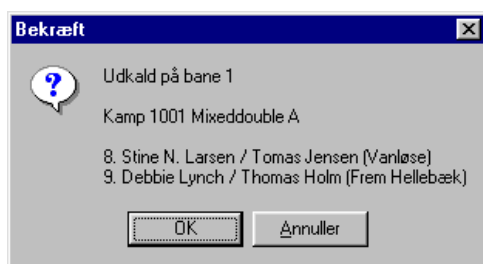 Bekræft
Udkald på bane 1
Kamp 1001 Mixeddouble A
8. Stine N. Larsen / Tomas Jensen (Vanløse)
9. Debbie Lynch / Thomas Holm (Frem Hellebæk)
OK Annuller